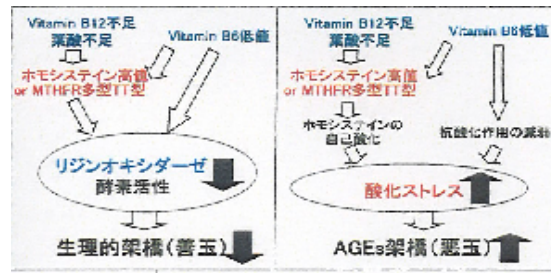 Vitamin B12不足
葉酸不足
Vitamin B6低値
ホモシステイン高値
or MTHFR多型TT型
リジンオキシダーゼ
酵素活性
生理的架橋(善玉)
Vitamin B12不足
葉酸不足
Vitamin B6低値
ホモシステイン高値
or MTHFR多型TT型
ホモシステインの
自己酸化
抗酸化作用の減弱
酸化ストレス
AGEs架橋(悪玉)